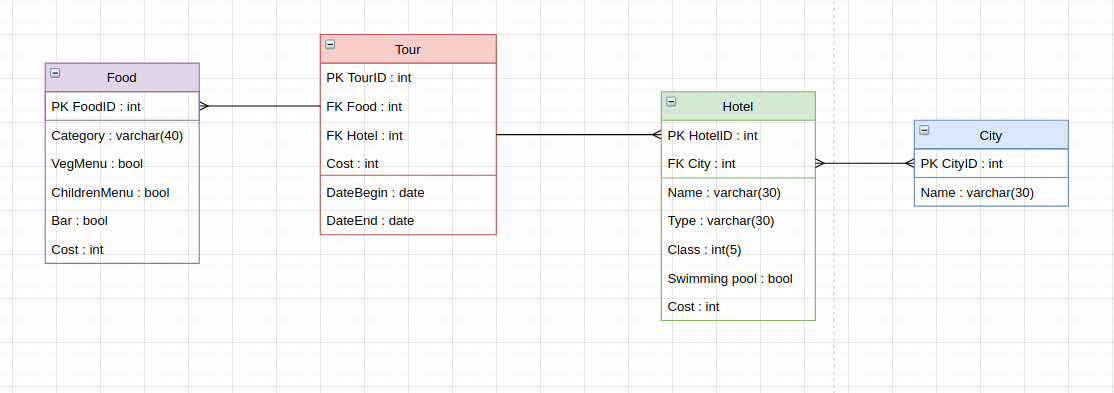 Food
PK FoodID : int
Category : varchar(40)
VegMenu : bool
ChildrenMenu : bool
Bar : bool
Cost : int
Tour
PK TourID : int
FK Food : int
FK Hotel : int
Cost : int
DateBegin : date
DateEnd : date
Hotel
PK HotelID : int
FK City : int
Name : varchar(30)
Type : varchar(30)
Class : int(5)
Swimming pool : bool
Cost : int
City
PK CityID : int
Name : varchar(30)